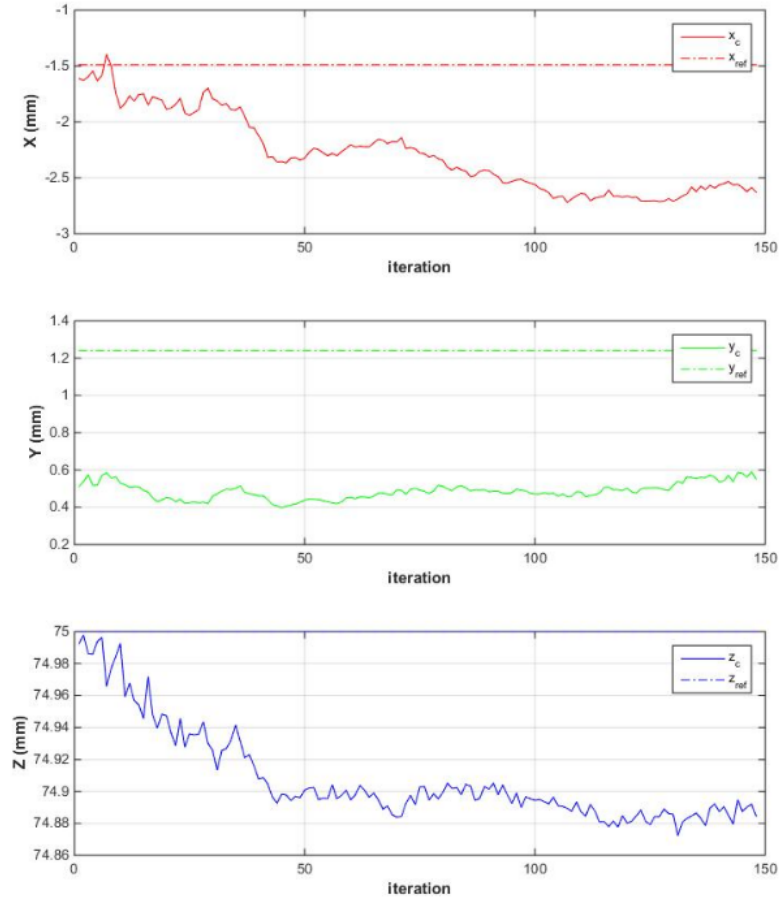 -1
-1.5
-2
-2.5
-3
X (mm)
x_c
x_ref
0 50 100 150
iteration
1.4
1.2
1
0.8
0.6
0.4
0.2
Y (mm)
y_c
y_ref
0 50 100 150
iteration
75
74.98
74.96
74.94
74.92
74.9
74.88
74.86
Z (mm)
z_c
z_ref
0 50 100 150
iteration